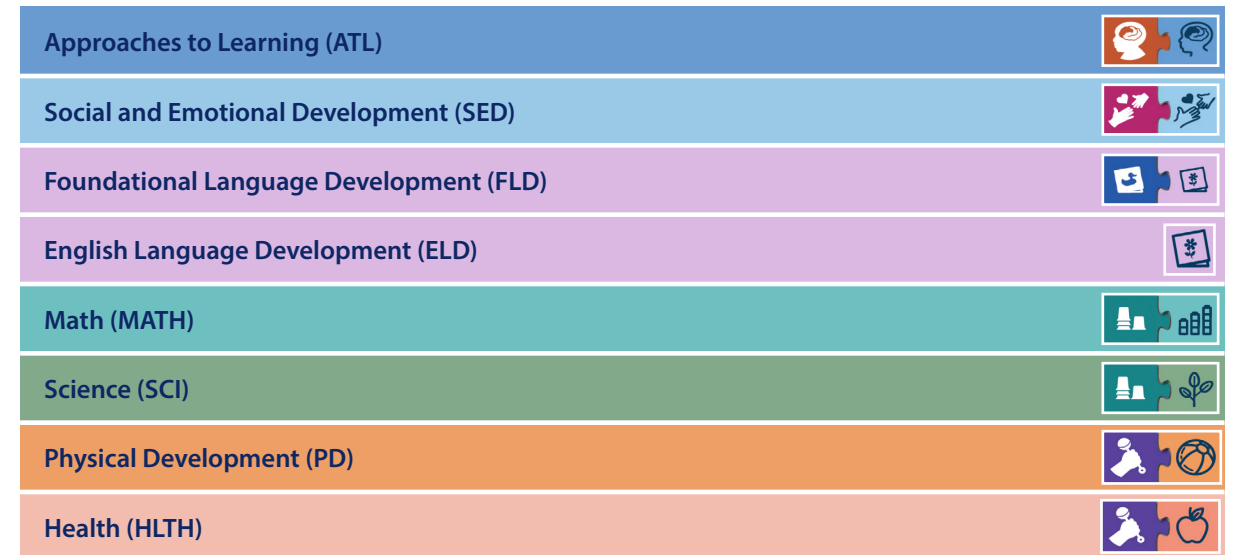 Approaches to Learning (ATL)
Social and Emotional Development (SED)
Foundational Language Development (FLD)
English Language Development (ELD)
Math (MATH)
Science (SCI)
Physical Development (PD)
Health (HLTH)